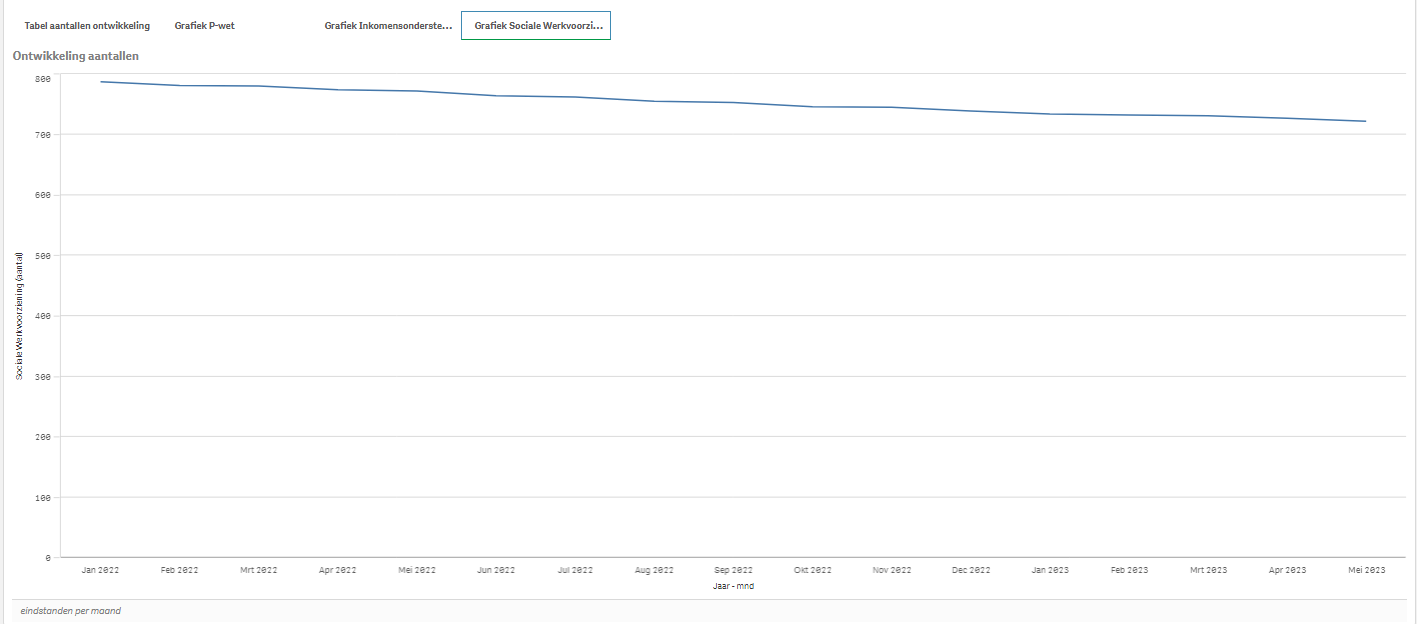 Tabel aantallen ontwikkeling Grafiek P-wet Grafiek Inkomensonderste... Grafiek Sociale Werkvoorzi...
Ontwikkeling aantallen
800
700
600
500
400
300
200
100
0
Sociale Werkvoorziening (aantal)
Jan 2022 Feb 2022 Mrt 2022 Apr 2022 Mei 2022 Jun 2022 Jul 2022 Aug 2022 Sep 2022 Okt 2022 Nov 2022 Dec 2022 Jan 2023 Feb 2023 Mrt 2023 Apr 2023 Mei 2023
Jaar - mnd
eindstanden per maand